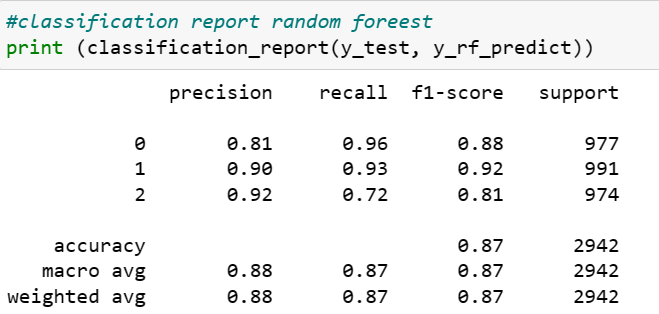 #classification report random foreest
print (classification_report(y_test, y_rf_predict))
precision recall f1-score support
0 0.81 0.96 0.88 977
1 0.90 0.93 0.92 991
2 0.92 0.72 0.81 974
accuracy 0.87 2942
macro avg 0.88 0.87 0.87 2942
weighted avg 0.88 0.87 0.87 2942